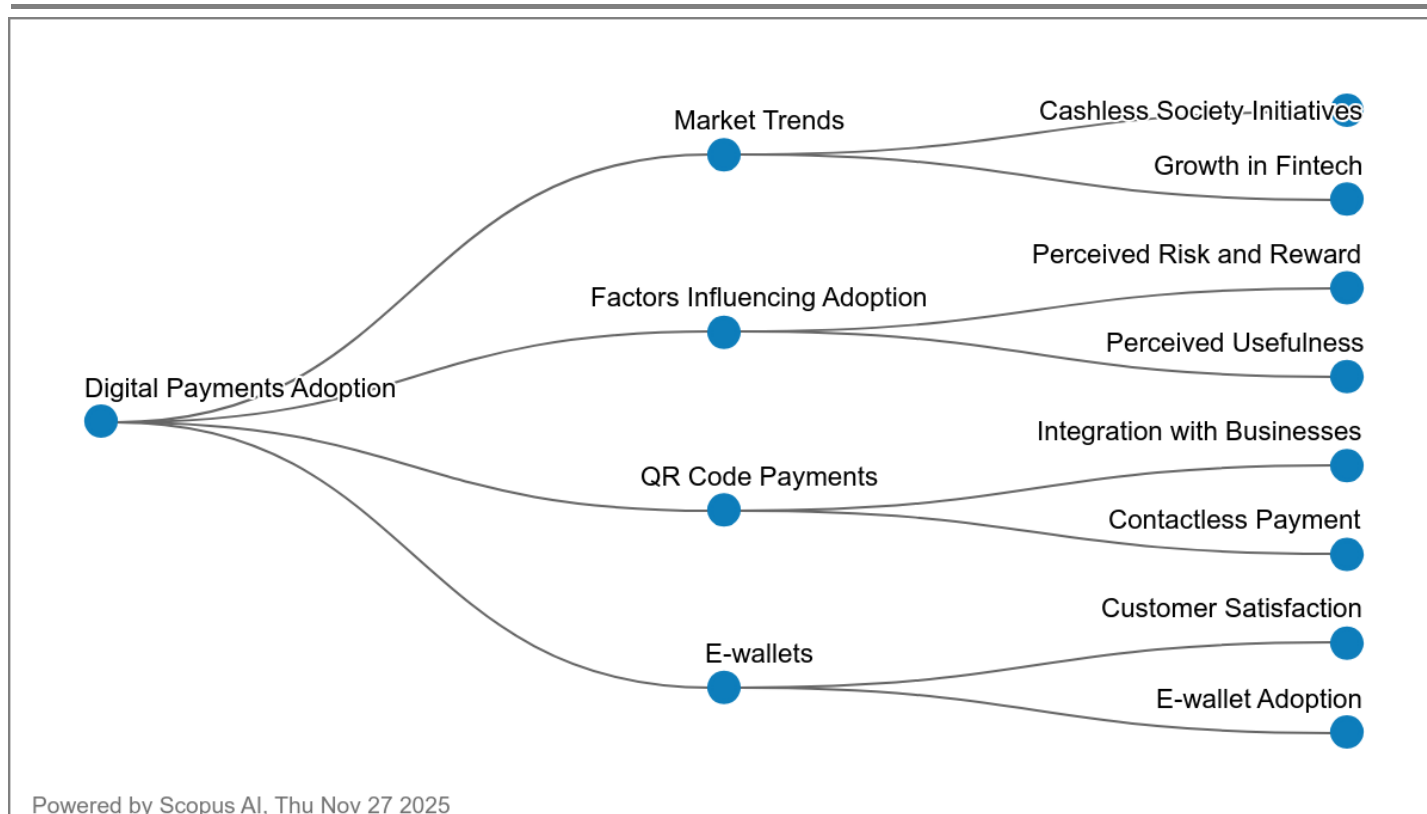 Market Trends
Cashless Society Initiatives
Growth in Fintech
Factors Influencing Adoption
Perceived Risk and Reward
Perceived Usefulness
Digital Payments Adoption
QR Code Payments
Integration with Businesses
Contactless Payment
E-wallets
Customer Satisfaction
E-wallet Adoption
Powered by Scopus AI, Thu Nov 27 2025